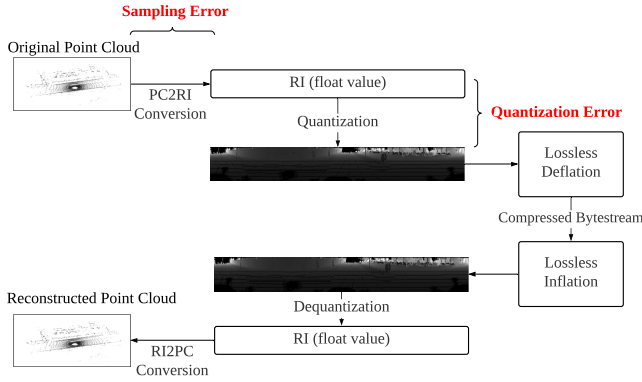 Sampling Error
Original Point Cloud
RI (float value)
PC2RI
Conversion
Quantization
Quantization Error
Lossless
Deflation
Compressed Bytestream
Lossless
Inflation
Reconstructed Point Cloud
Dequantization
RI (float value)
RI2PC
Conversion